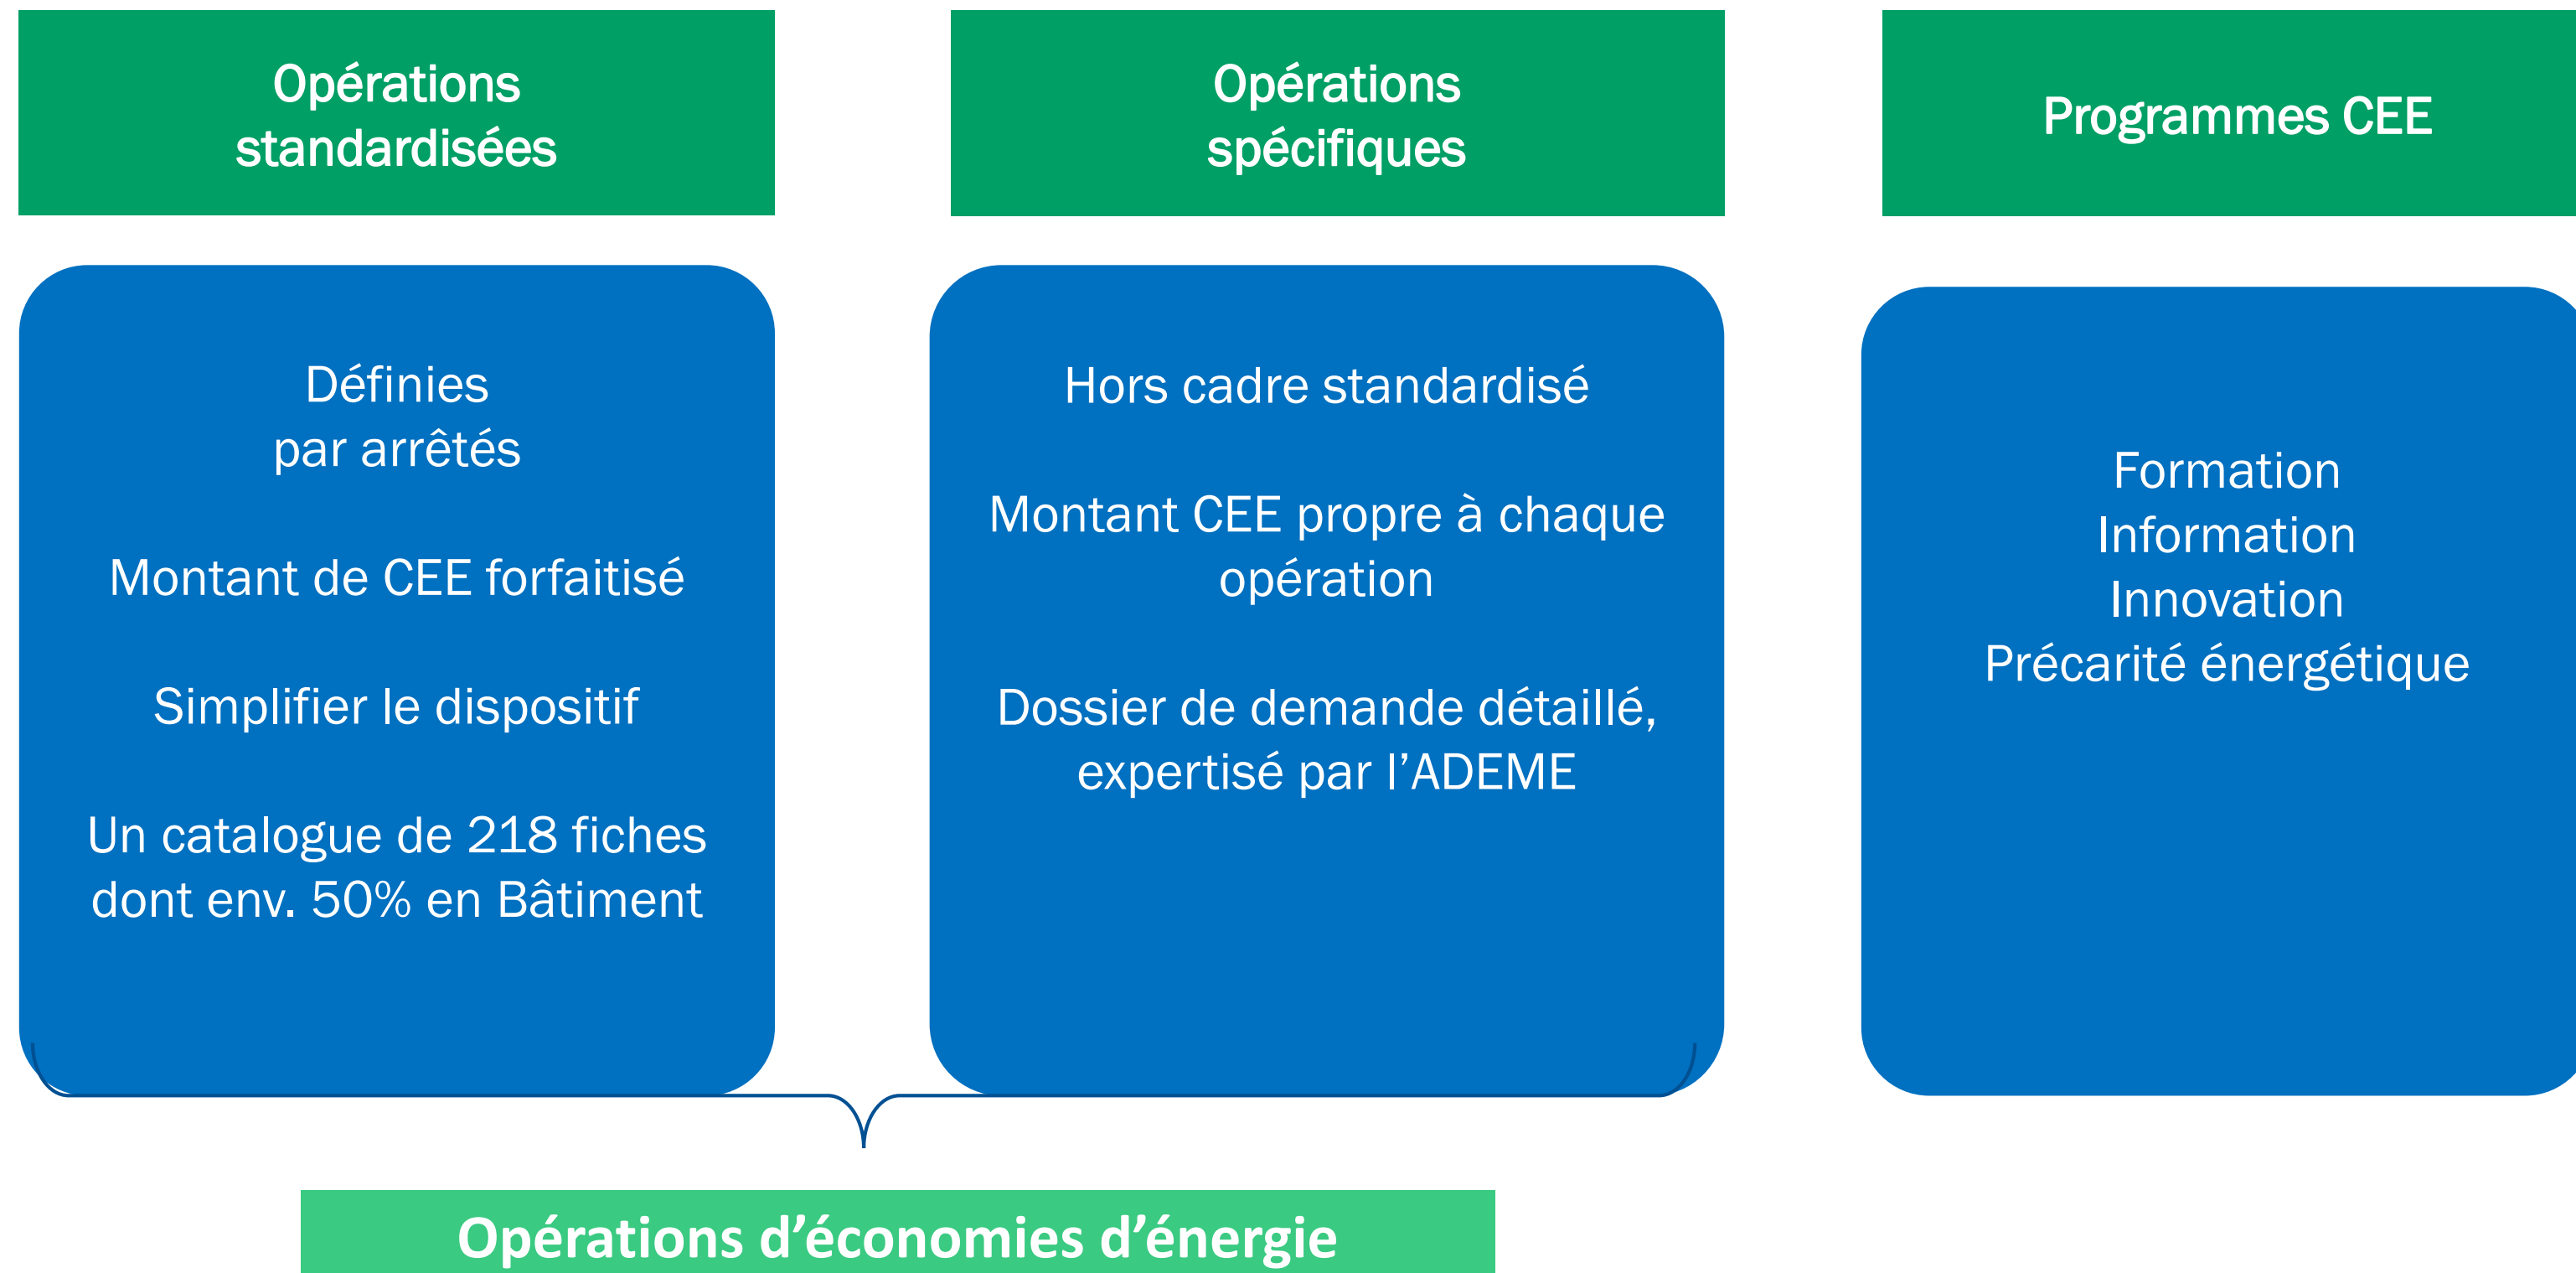 Opérations
standardisées
Définies
par arrêtés
Montant de CEE forfaitisé
Simplifier le dispositif
Un catalogue de 218 fiches
dont env. 50% en Bâtiment
Opérations
spécifiques
Hors cadre standardisé
Montant CEE propre à chaque
opération
Dossier de demande détaillé,
expertisé par l’ADEME
Programmes CEE
Formation
Information
Innovation
Précarité énergétique
Opérations d’économies d’énergie